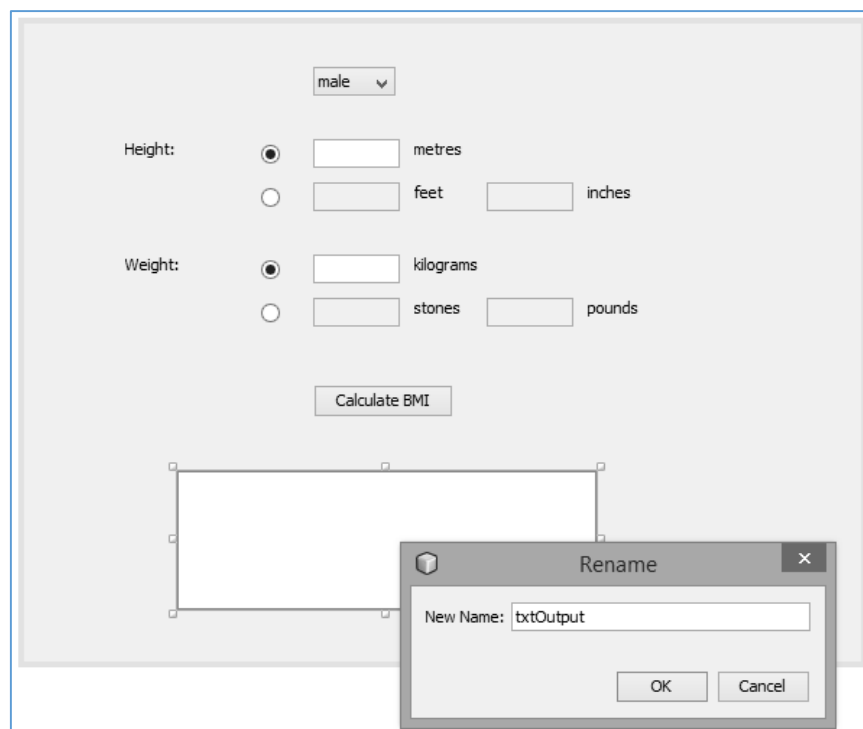 male
Height:
metres
feet inches
Weight:
kilograms
stones pounds
Calculate BMI
Rename
New Name: txtOutput
OK Cancel